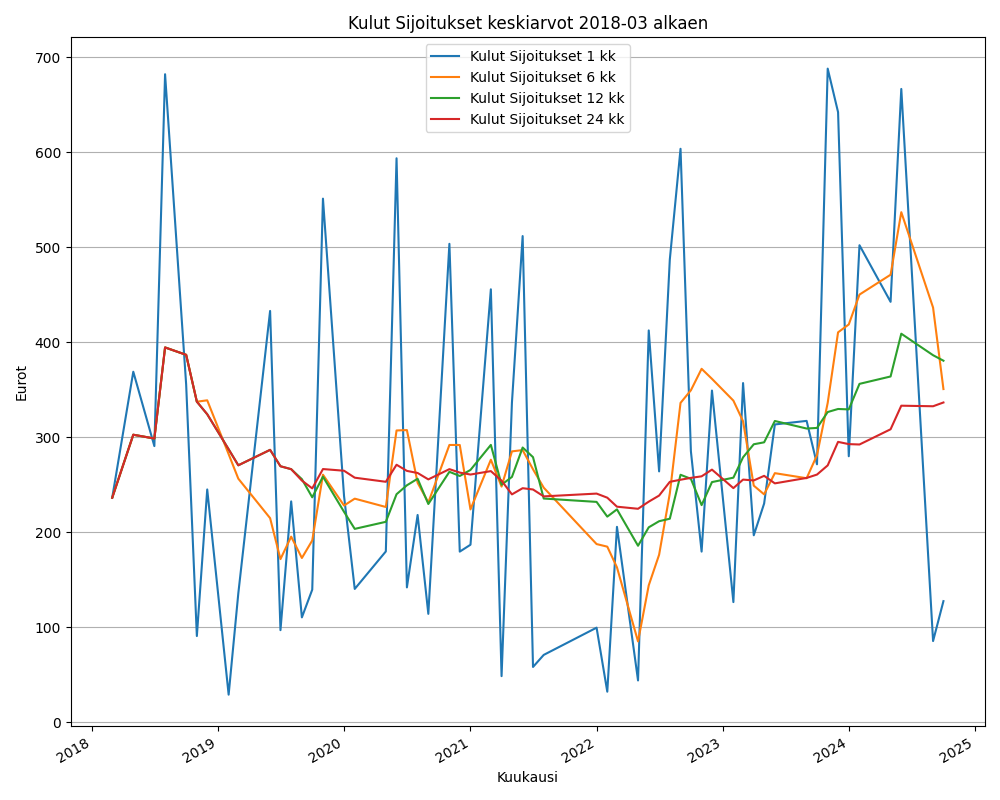 Kulut Sijoitukset keskiarvot 2018-03 alkaen
Kulut Sijoitukset 1 kk
Kulut Sijoitukset 6 kk
Kulut Sijoitukset 12 kk
Kulut Sijoitukset 24 kk
Eurot
700
600
500
400
300
200
100
0
2018
2019
2020
2021
2022
2023
2024
2025
Kuukausi